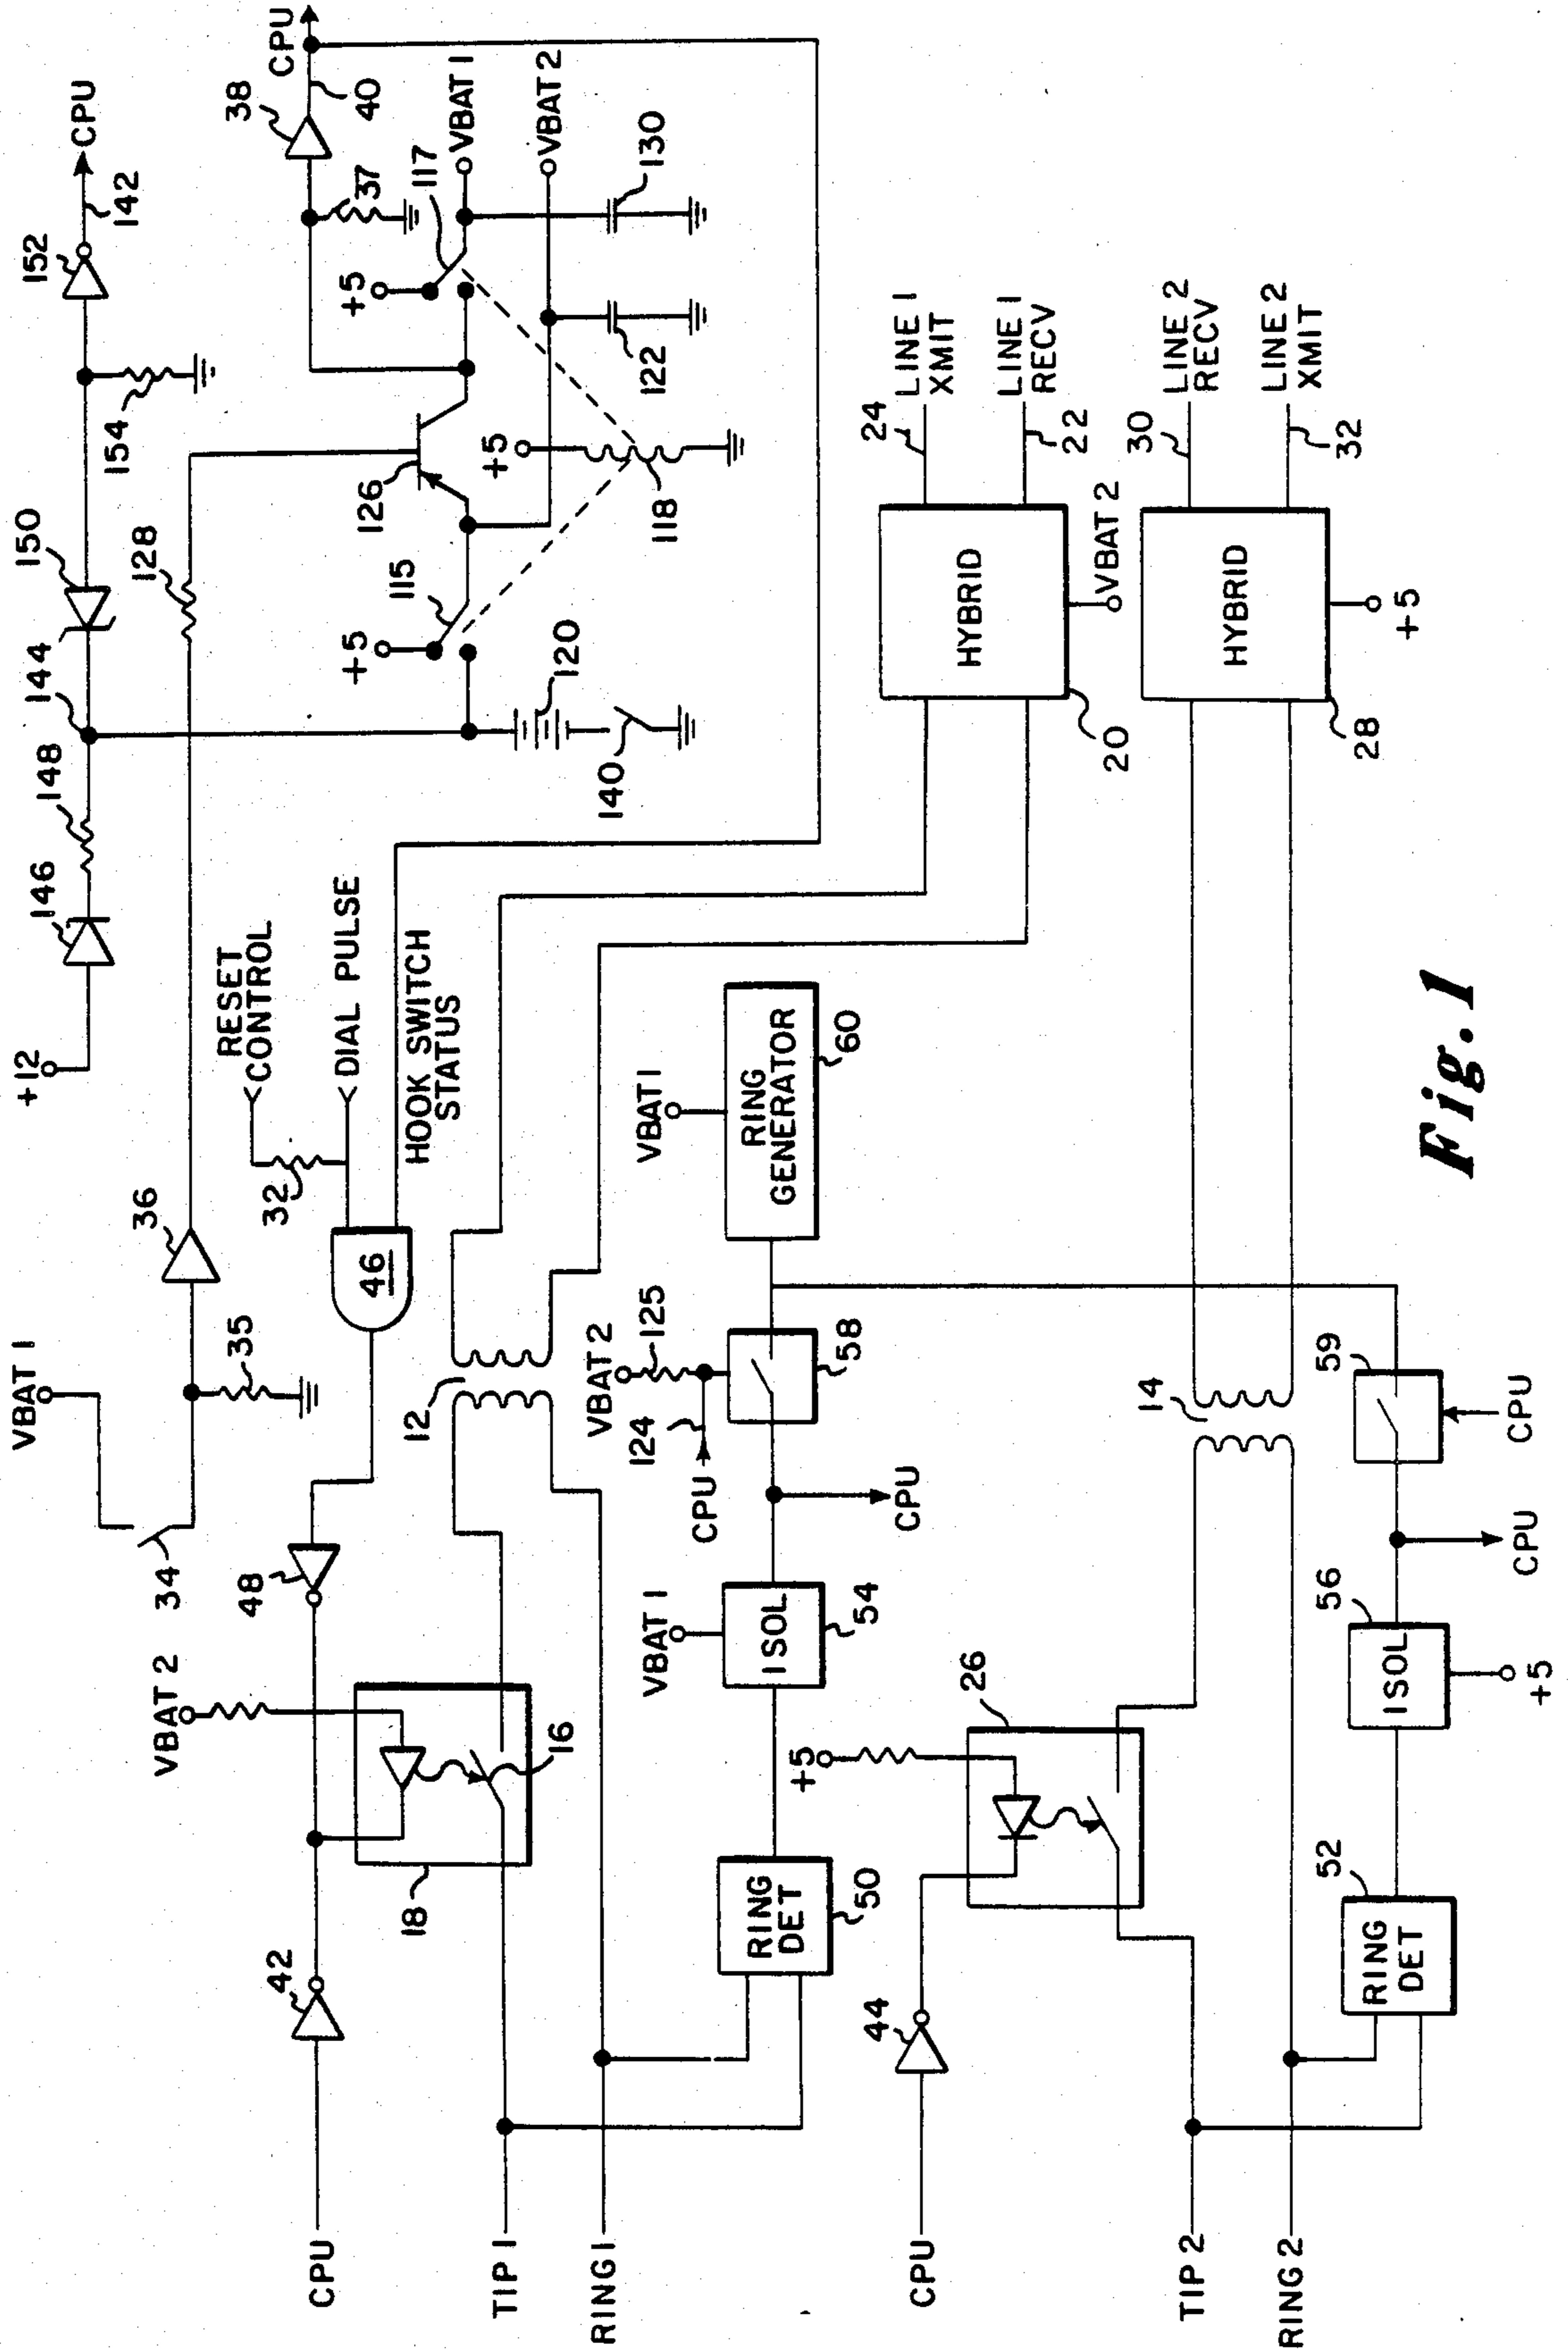 VBAT 1
+12
146
148
144
150
152
CPU
142
154
34
35
36
128
38
CPU
40
37
117
VBAT 1
VBAT 2
130
122
126
+5
+5
118
+5
115
120
140
RESET
CONTROL
32
DIAL PULSE
HOOK SWITCH
STATUS
46
48
VBAT 2
42
CPU
18
16
TIP 1
RING 1
12
HYBRID
20
VBAT 2
24
LINE 1
XMIT
22
LINE 1
RECV
RING
DET
50
VBAT 1
ISOL
54
CPU
CPU
124
VBAT 2
125
58
VBAT 1
RING
GENERATOR
60
CPU
44
+5
26
14
TIP 2
RING 2
HYBRID
28
+5
30
LINE 2
RECV
32
LINE 2
XMIT
RING
DET
52
ISOL
56
+5
CPU
59
CPU
Fig. 1